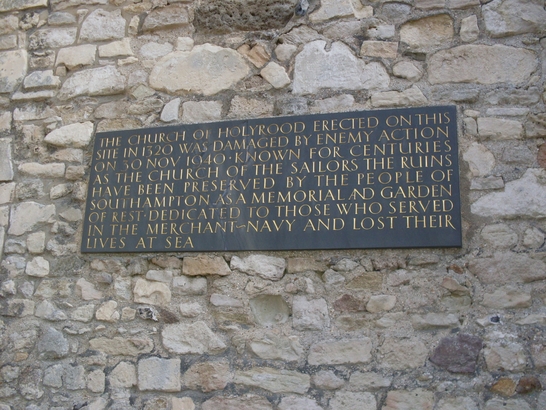 THE CHURCH OF HOLYROOD ERECTED ON THIS
SITE IN 1320 WAS DAMAGED BY ENEMY ACTION
ON 30 NOV 1940 · KNOWN FOR CENTURIES
AS THE CHURCH OF THE SAILORS THE RUINS
HAVE BEEN PRESERVED BY THE PEOPLE OF
SOUTHAMPTON AS A MEMORIAL AND GARDEN
OF REST · DEDICATED TO THOSE WHO SERVED
IN THE MERCHANT~NAVY AND LOST THEIR
LIVES AT SEA